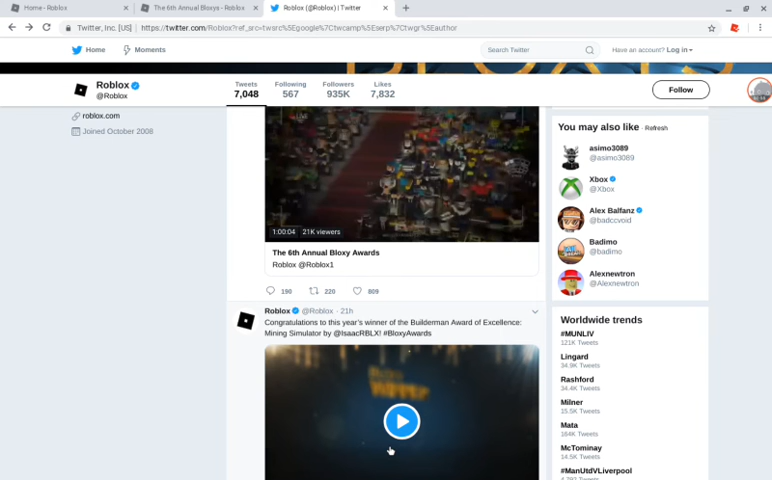 Home - Roblox
The 6th Annual Bloxys - Roblox
Roblox (@Roblox) | Twitter
Twitter, Inc. [US]
https://twitter.com/Roblox?ref_src=twsrc%5Egoogle%7Ctwcamp%5Eserp%7Ctwgr%5Eauthor
Home
Moments
Search Twitter
Have an account? Log in
Roblox
@Roblox
Tweets
7,048
Following
567
Followers
935K
Likes
7,832
Follow
roblox.com
Joined October 2008
1:00:04
21K viewers
The 6th Annual Bloxy Awards
Roblox @Roblox1
190
220
809
Roblox @Roblox · 21h
Congratulations to this year's winner of the Builderman Award of Excellence:
Mining Simulator by @IsaacRBLX! #BloxyAwards
You may also like · Refresh
asimo3089
@asimo3089
Xbox
@Xbox
Alex Balfanz
@badccvoid
Badimo
@badimo
Alexnewtron
@Alexnewtron
Worldwide trends
#MUNLIV
121K Tweets
Lingard
34.9K Tweets
Rashford
34.4K Tweets
Milner
15.5K Tweets
Mata
164K Tweets
McTominay
14.5K Tweets
#ManUtdVLiverpool
4,792 Tweets